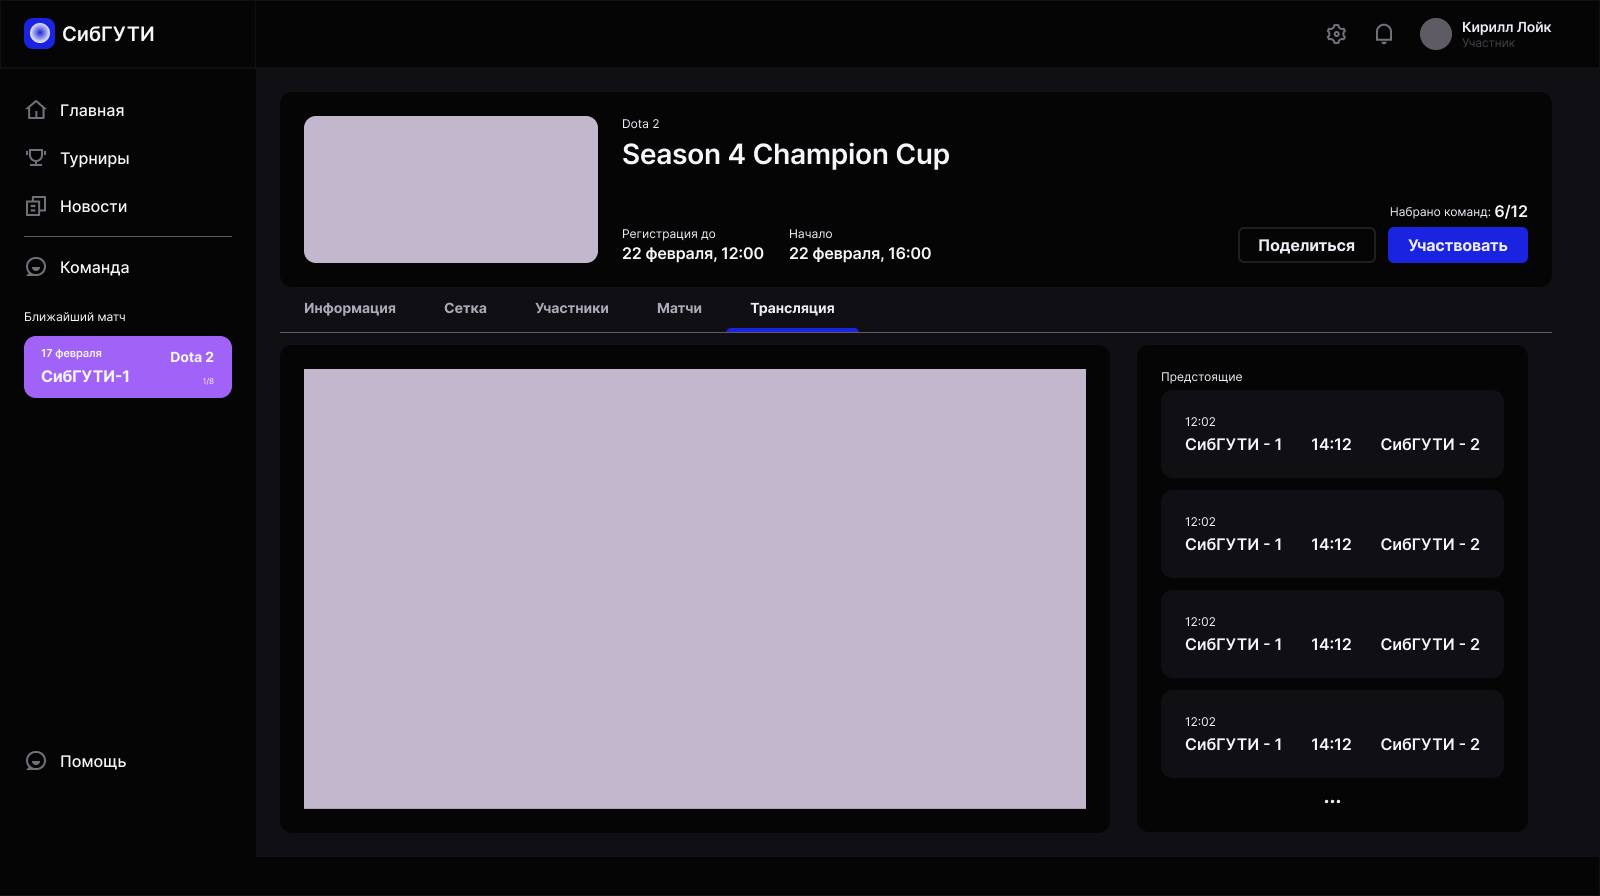 СибГУТИ
Кирилл Лойк
Участник
Главная
Турниры
Новости
Команда
Ближайший матч
17 февраля
Dota 2
СибГУТИ-1
1/8
Помощь
Dota 2
Season 4 Champion Cup
Регистрация до
22 февраля, 12:00
Начало
22 февраля, 16:00
Набрано команд: 6/12
Поделиться
Участвовать
Информация
Сетка
Участники
Матчи
Трансляция
Предстоящие
12:02
СибГУТИ - 1 14:12 СибГУТИ - 2
12:02
СибГУТИ - 1 14:12 СибГУТИ - 2
12:02
СибГУТИ - 1 14:12 СибГУТИ - 2
12:02
СибГУТИ - 1 14:12 СибГУТИ - 2
...